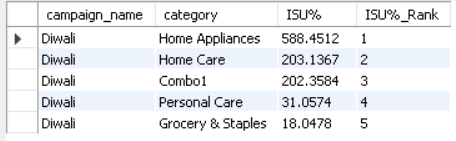 campaign_name category ISU% ISU%_Rank
Diwali Home Appliances 588.4512 1
Diwali Home Care 203.1367 2
Diwali Combo1 202.3584 3
Diwali Personal Care 31.0574 4
Diwali Grocery & Staples 18.0478 5